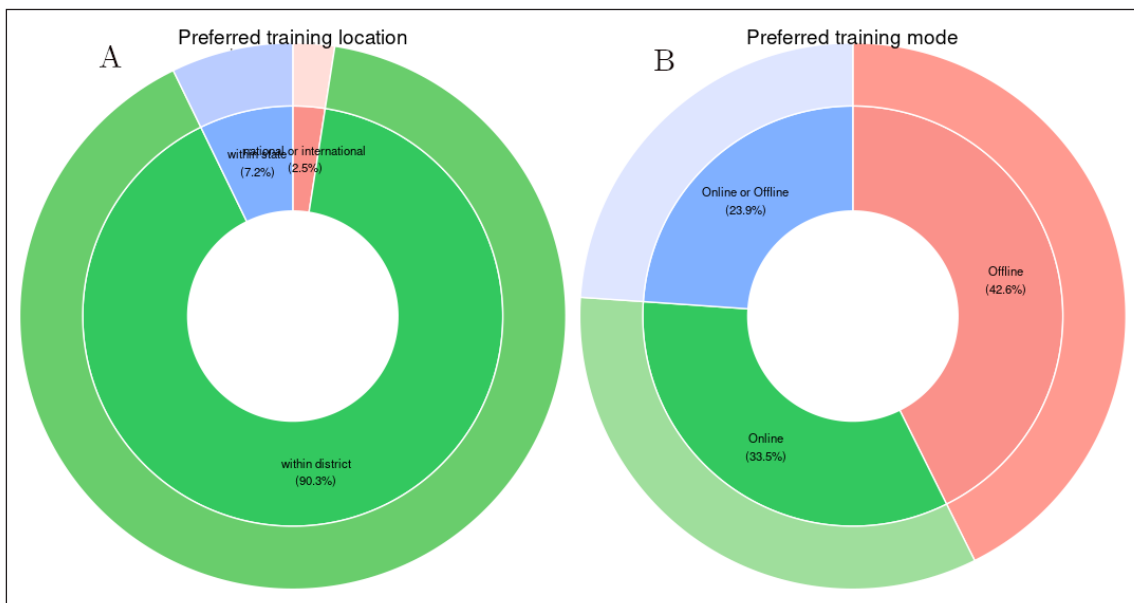 Preferred training location
A
within state
(7.2%)
national or international
(2.5%)
within district
(90.3%)
Preferred training mode
B
Online or Offline
(23.9%)
Offline
(42.6%)
Online
(33.5%)